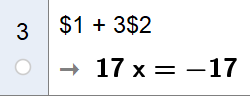 3
$1 + 3$2
→ 17 x = −17